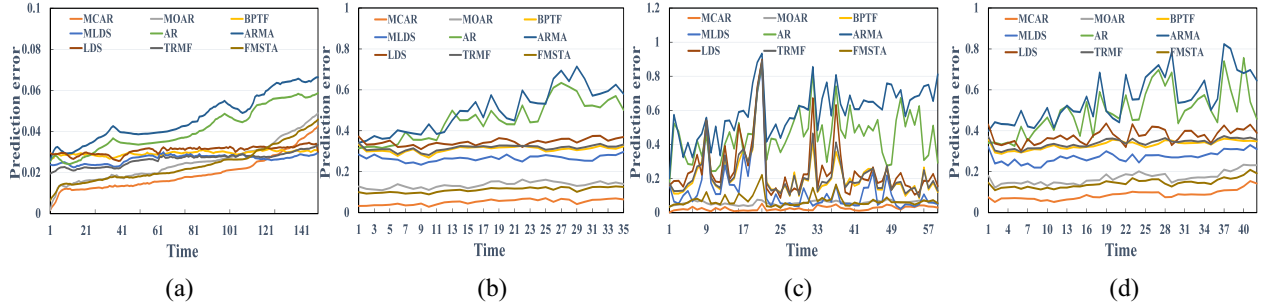 Prediction error
0.1
0.08
0.06
0.04
0.02
0
MCAR MOAR BPTF
MLDS AR ARMA
LDS TRMF FMSTA
1 21 41 61 81 101 121 141
Time
(a)
Prediction error
1
0.8
0.6
0.4
0.2
0
MCAR MOAR BPTF
MLDS AR ARMA
LDS TRMF FMSTA
1 3 5 7 9 11 13 15 17 19 21 23 25 27 29 31 33 35
Time
(b)
Prediction error
1.2
1
0.8
0.6
0.4
0.2
0
MCAR MOAR BPTF
MLDS AR ARMA
LDS TRMF FMSTA
1 9 17 25 33 41 49 57
Time
(c)
Prediction error
1
0.8
0.6
0.4
0.2
0
MCAR MOAR BPTF
MLDS AR ARMA
LDS TRMF FMSTA
1 4 7 10 13 16 19 22 25 28 31 34 37 40
Time
(d)